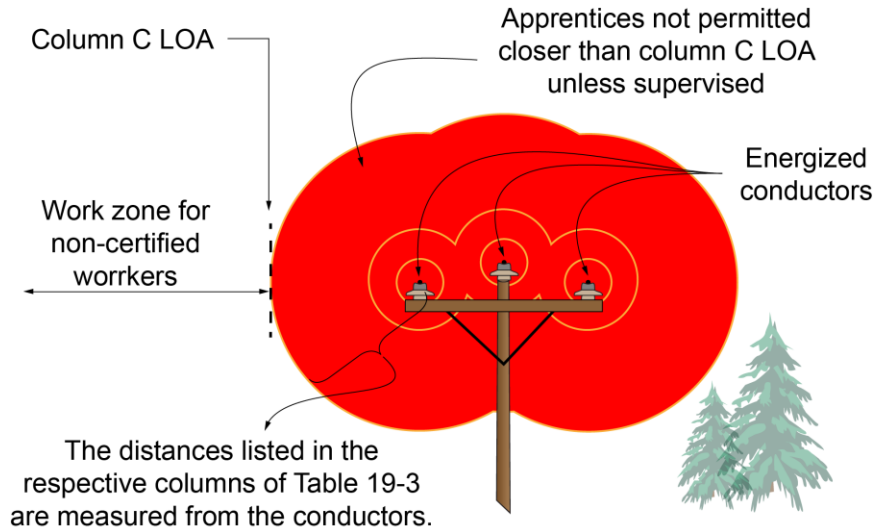 Column C LOA
Apprentices not permitted
closer than column C LOA
unless supervised
Energized
conductors
Work zone for
non-certified
worrkers
The distances listed in the
respective columns of Table 19-3
are measured from the conductors.